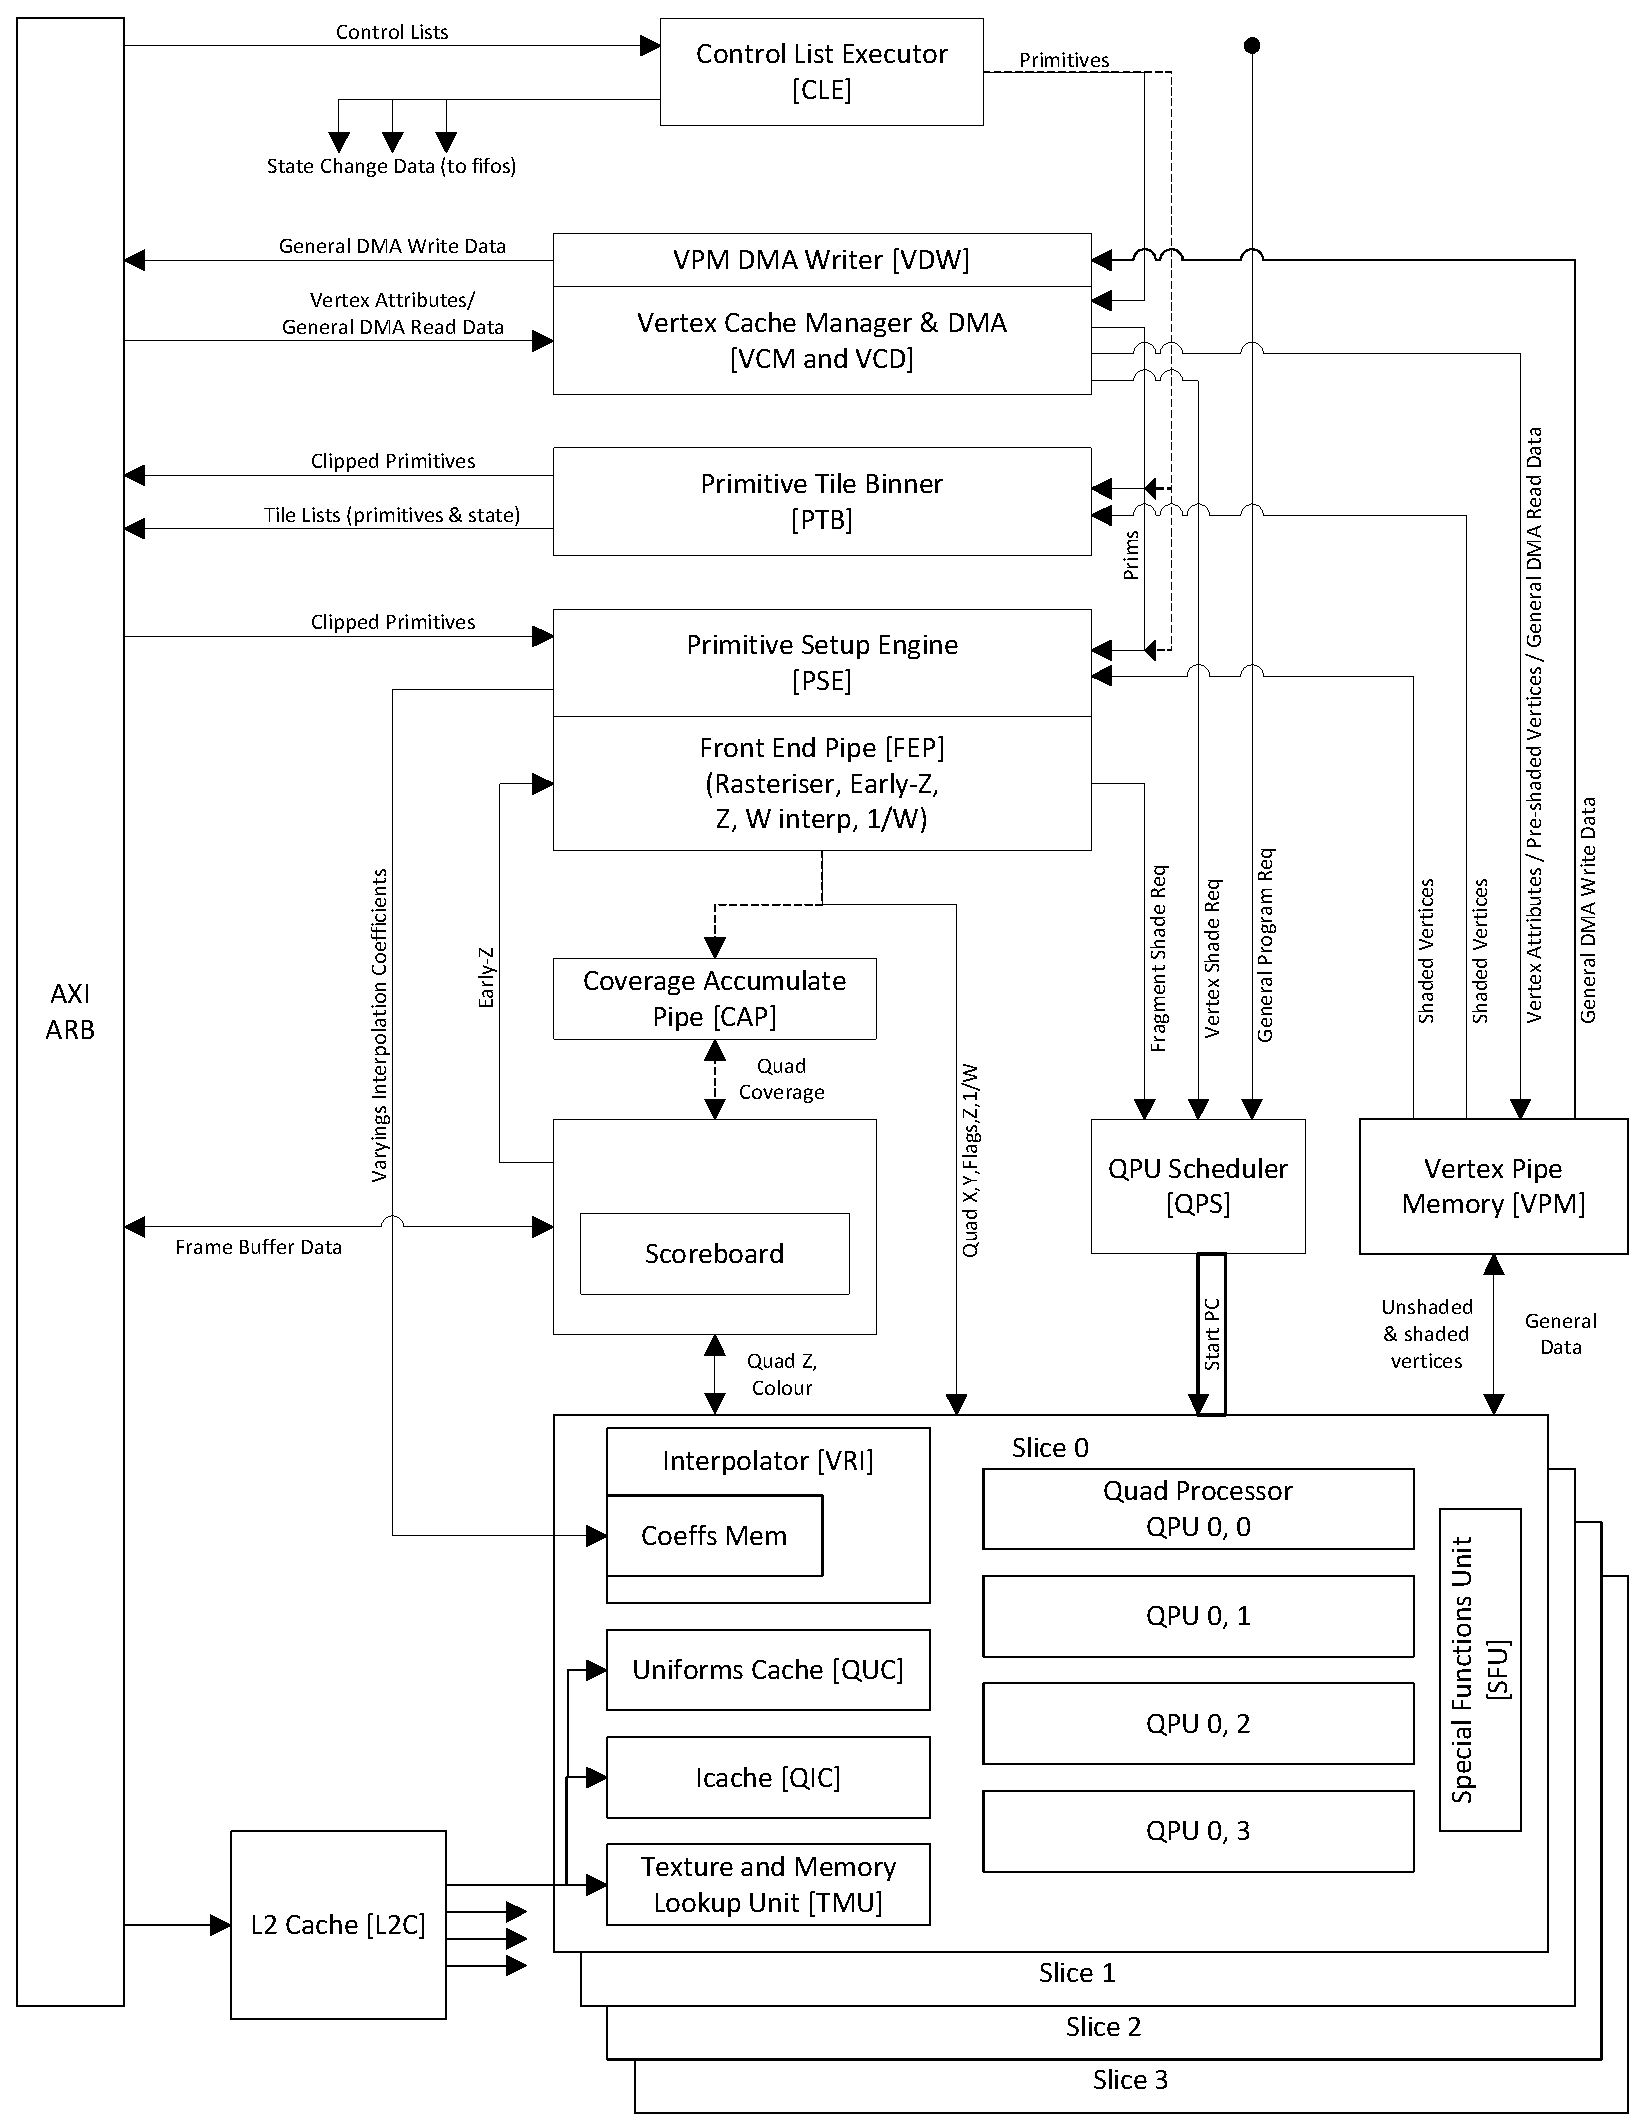 Control Lists
Control List Executor
[CLE]
Primitives
State Change Data (to fifos)
General DMA Write Data
VPM DMA Writer [VDW]
Vertex Attributes/
General DMA Read Data
Vertex Cache Manager & DMA
[VCM and VCD]
Clipped Primitives
Primitive Tile Binner
[PTB]
Tile Lists (primitives & state)
Prims
Clipped Primitives
Primitive Setup Engine
[PSE]
Front End Pipe [FEP]
(Rasteriser, Early-Z,
Z, W interp, 1/W)
Varyings Interpolation Coefficients
Early-Z
Fragment Shade Req
Vertex Shade Req
General Program Req
Shaded Vertices
Shaded Vertices
Vertex Attributes / Pre-shaded Vertices / General DMA Read Data
General DMA Write Data
AXI
ARB
Coverage Accumulate
Pipe [CAP]
Quad
Coverage
Quad X,Y,Flags,Z,1/W
QPU Scheduler
[QPS]
Vertex Pipe
Memory [VPM]
Frame Buffer Data
Scoreboard
Start PC
Unshaded
& shaded
vertices
General
Data
Quad Z,
Colour
Slice 0
Interpolator [VRI]
Coeffs Mem
Quad Processor
QPU 0, 0
QPU 0, 1
QPU 0, 2
QPU 0, 3
Special Functions Unit
[SFU]
Uniforms Cache [QUC]
Icache [QIC]
Texture and Memory
Lookup Unit [TMU]
L2 Cache [L2C]
Slice 1
Slice 2
Slice 3